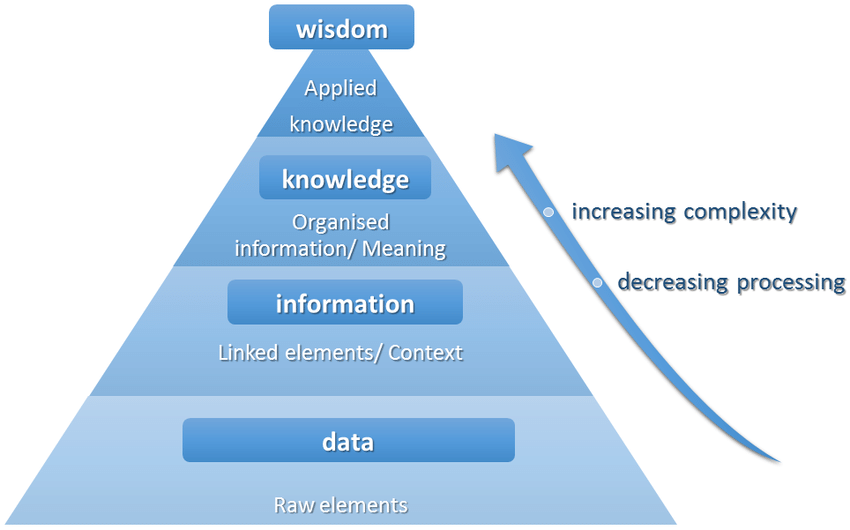 wisdom
Applied
knowledge
knowledge
Organised
information/ Meaning
information
Linked elements/ Context
data
Raw elements
increasing complexity
decreasing processing